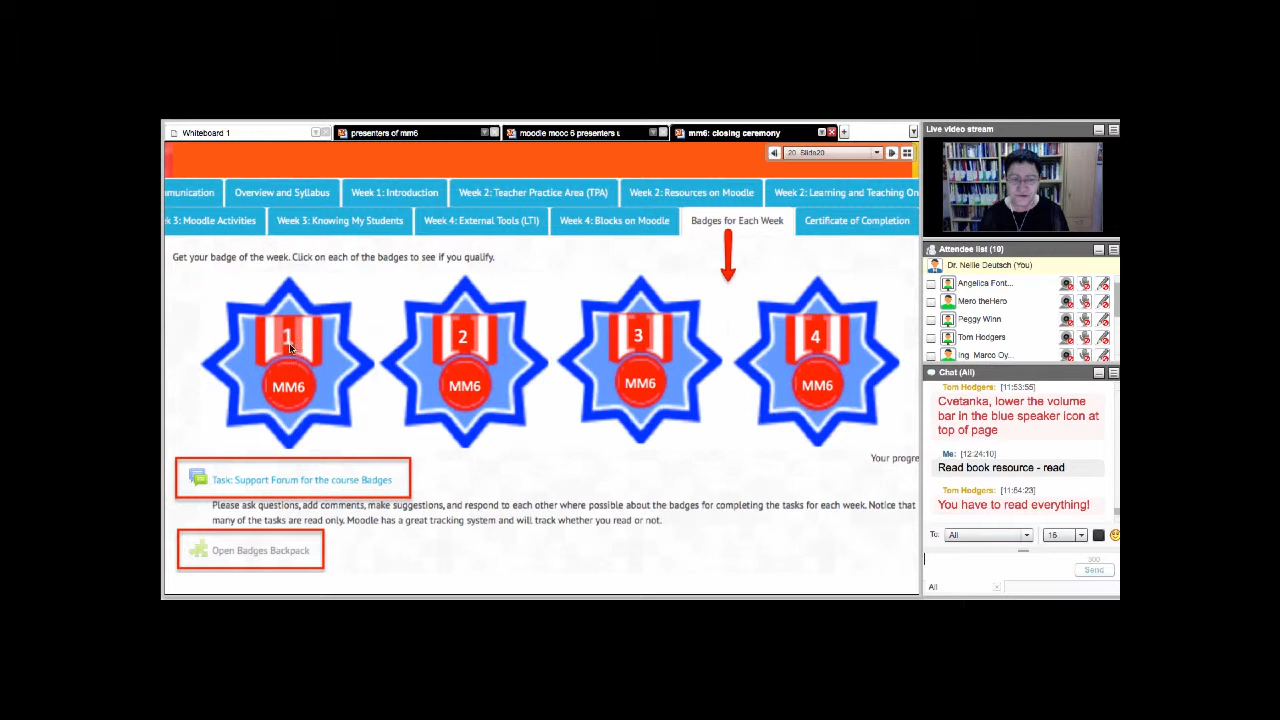 Whiteboard 1
presenters of mm6
moodle mooc 6 presenters u
mm6: closing ceremony
20 Slide20
mmunication
Overview and Syllabus
Week 1: Introduction
Week 2: Teacher Practice Area (TPA)
Week 2: Resources on Moodle
Week 2: Learning and Teaching On
k 3: Moodle Activities
Week 3: Knowing My Students
Week 4: External Tools (LTI)
Week 4: Blocks on Moodle
Badges for Each Week
Certificate of Completion
Get your badge of the week. Click on each of the badges to see if you qualify.
1
MM6
2
MM6
3
MM6
4
MM6
Your progre
Task: Support Forum for the course Badges
Please ask questions, add comments, make suggestions, and respond to each other where possible about the badges for completing the tasks for each week. Notice that
many of the tasks are read only. Moodle has a great tracking system and will track whether you read or not.
Open Badges Backpack
Live video stream
Attendee list (19)
Dr. Nellie Deutsch (You)
Angelica Font...
Mero theHero
Peggy Winn
Tom Hodgers
Ing Marco Oy...
Chat (All)
Tom Hodgers: [11:53:55]
Cvetanka, lower the volume
bar in the blue speaker icon at
top of page
Me: [12:24:10]
Read book resource - read
Tom Hodgers: [11:54:23]
You have to read everything!
To: All
16
300
Send
All